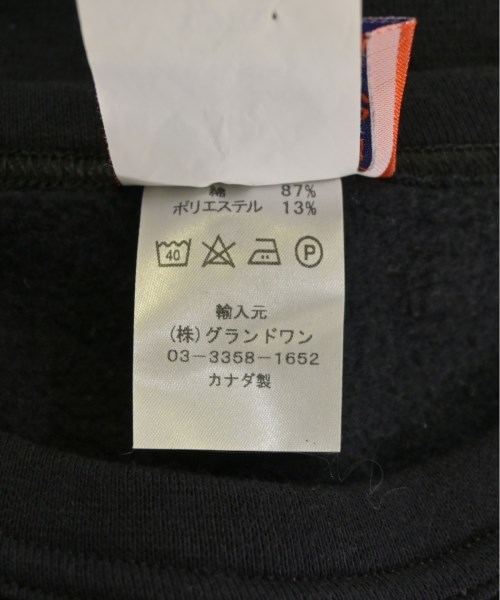 綿 87%
ポリエステル 13%
40 P
輸入元
(株)グランドワン
03-3358-1652
カナダ製